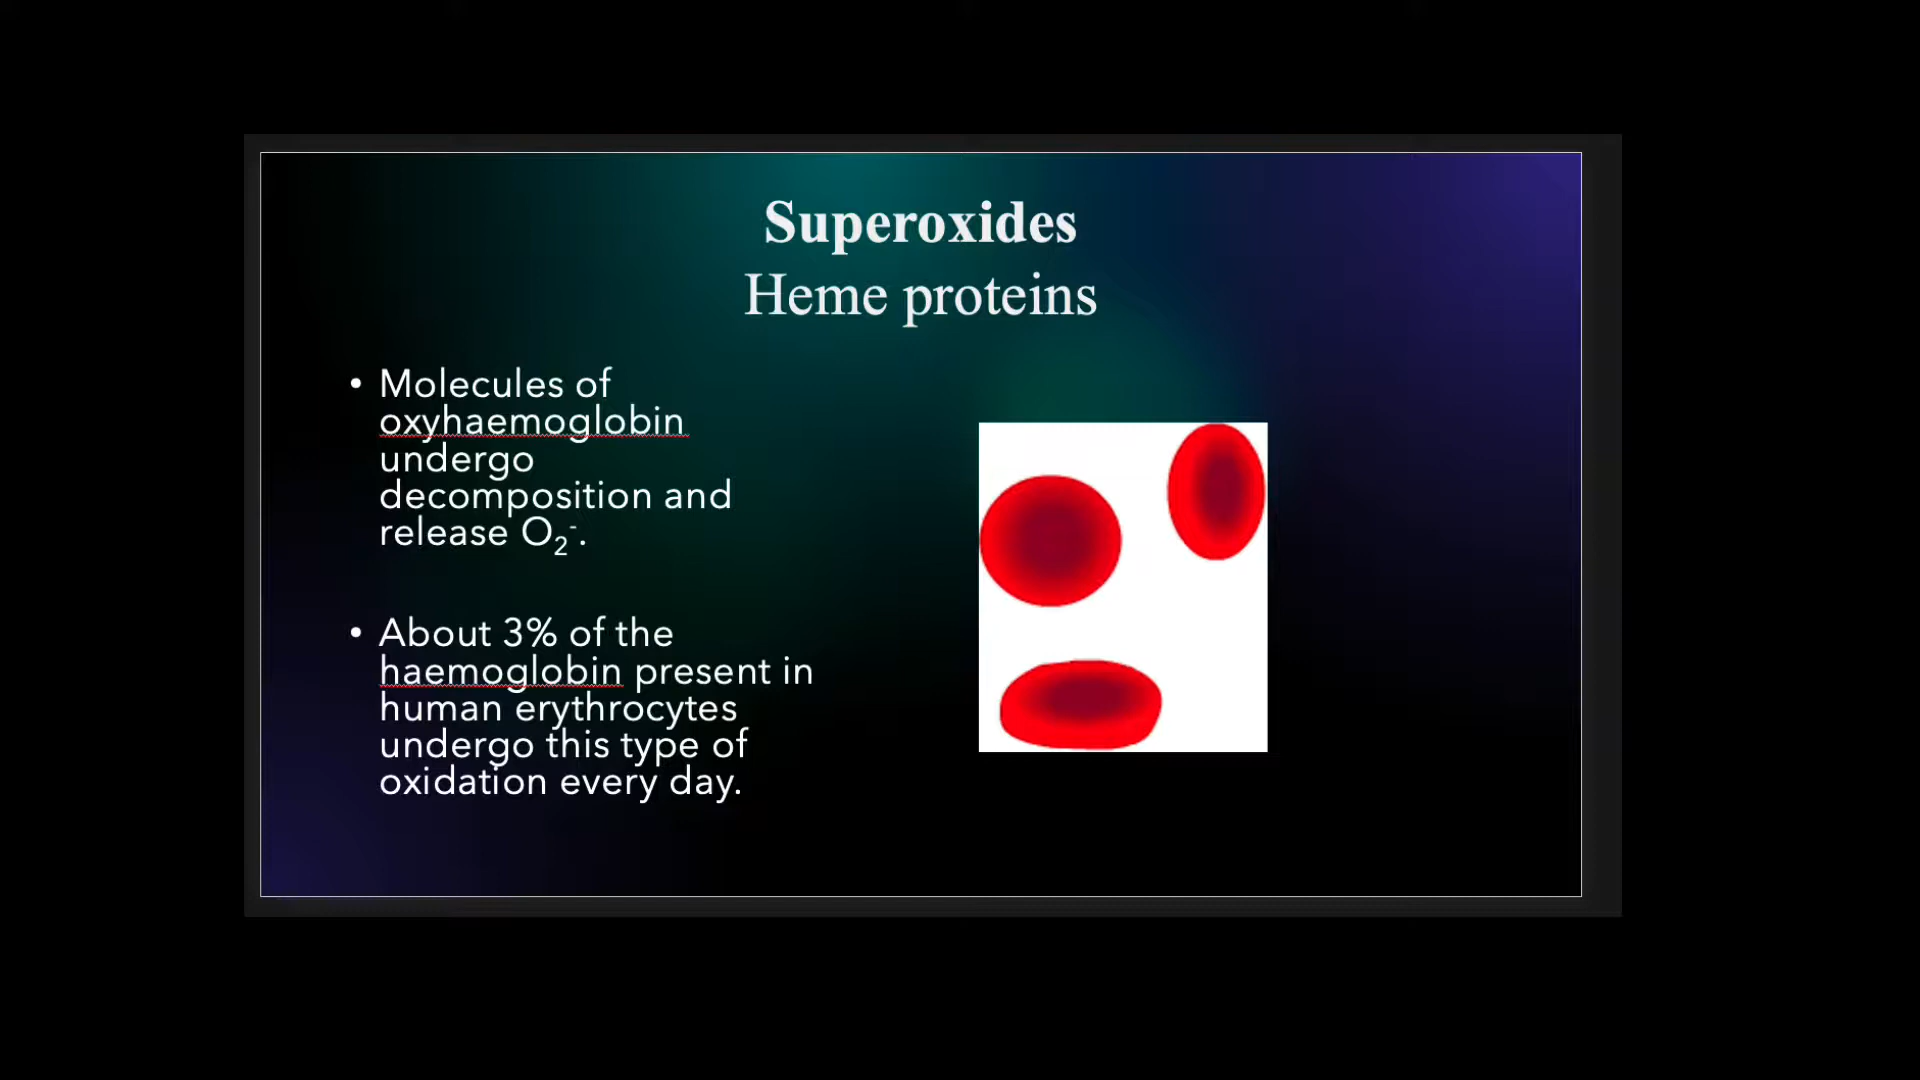 Superoxides
Heme proteins
• Molecules of
oxyhaemoglobin
undergo
decomposition and
release O₂⁻.
• About 3% of the
haemoglobin present in
human erythrocytes
undergo this type of
oxidation every day.